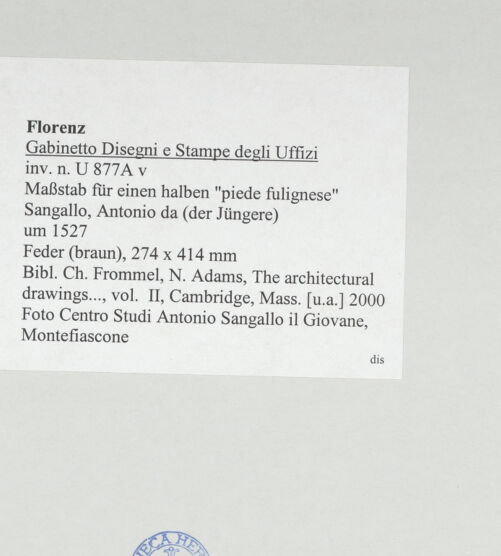 Florenz
Gabinetto Disegni e Stampe degli Uffizi
inv. n. U 877A v
Maßstab für einen halben "piede fulignese"
Sangallo, Antonio da (der Jüngere)
um 1527
Feder (braun), 274 x 414 mm
Bibl. Ch. Frommel, N. Adams, The architectural
drawings..., vol. II, Cambridge, Mass. [u.a.] 2000
Foto Centro Studi Antonio Sangallo il Giovane,
Montefiascone
dis